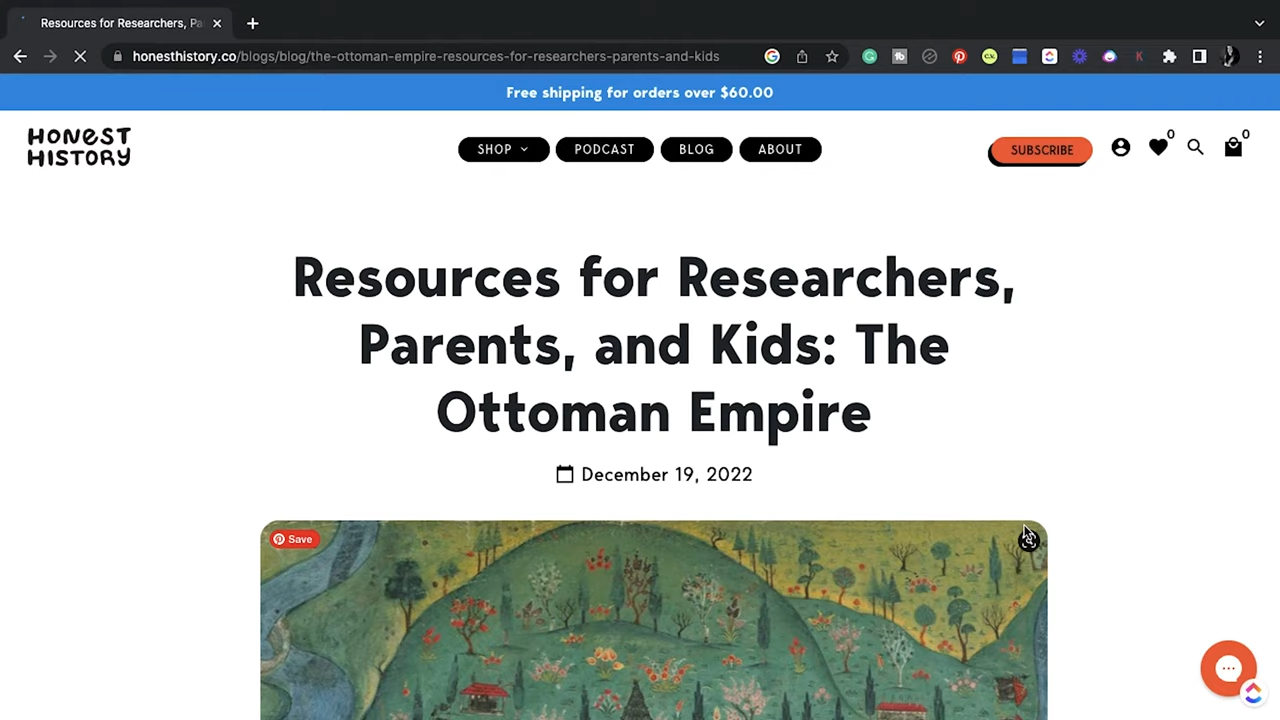 Resources for Researchers, Pa
honesthistory.co/blogs/blog/the-ottoman-empire-resources-for-researchers-parents-and-kids
Free shipping for orders over $60.00
HONEST
HISTORY
SHOP
PODCAST
BLOG
ABOUT
SUBSCRIBE
0
0
Resources for Researchers,
Parents, and Kids: The
Ottoman Empire
December 19, 2022
Save